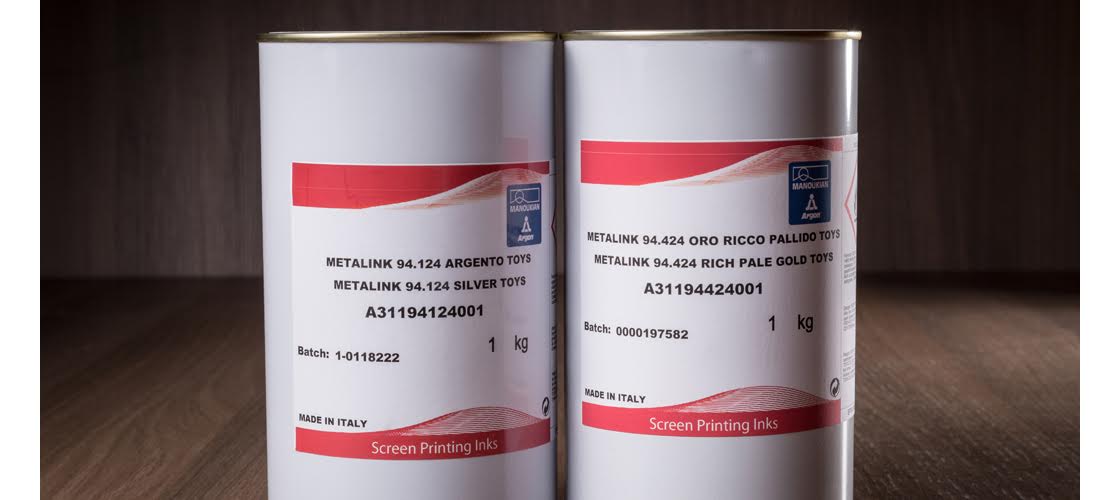 MANOUKIAN
Argon
METALINK 94.124 ARGENTO TOYS
METALINK 94.124 SILVER TOYS
A31194124001
1 kg
Batch: 1-0118222
MADE IN ITALY
Screen Printing Inks
MANOUKIAN
Argon
METALINK 94.424 ORO RICCO PALLIDO TOYS
METALINK 94.424 RICH PALE GOLD TOYS
A31194424001
1 kg
Batch: 0000197582
MADE IN ITALY
Screen Printing Inks